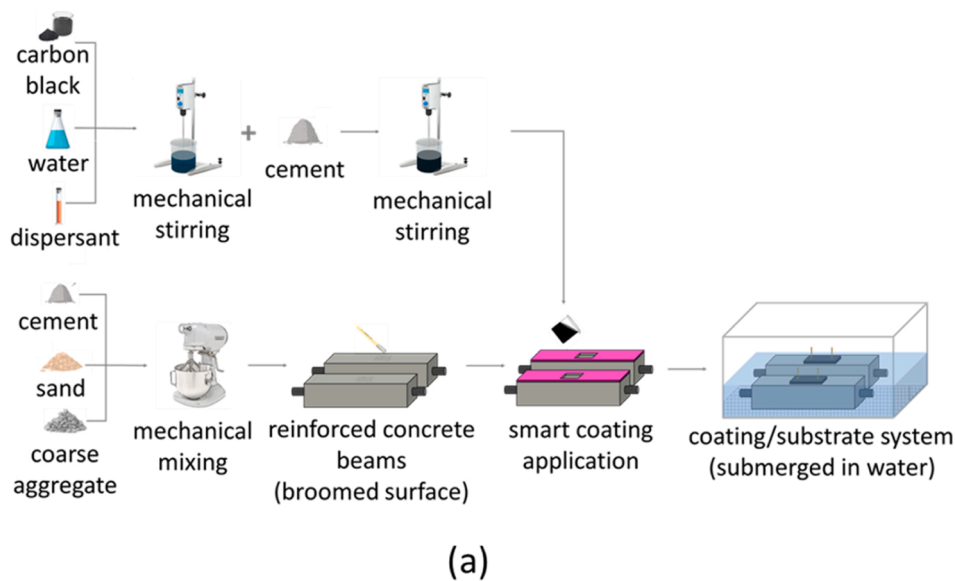 carbon
black
water
dispersant
mechanical
stirring
+
cement
mechanical
stirring
cement
sand
coarse
aggregate
mechanical
mixing
reinforced concrete
beams
(broomed surface)
smart coating
application
coating/substrate system
(submerged in water)
(a)